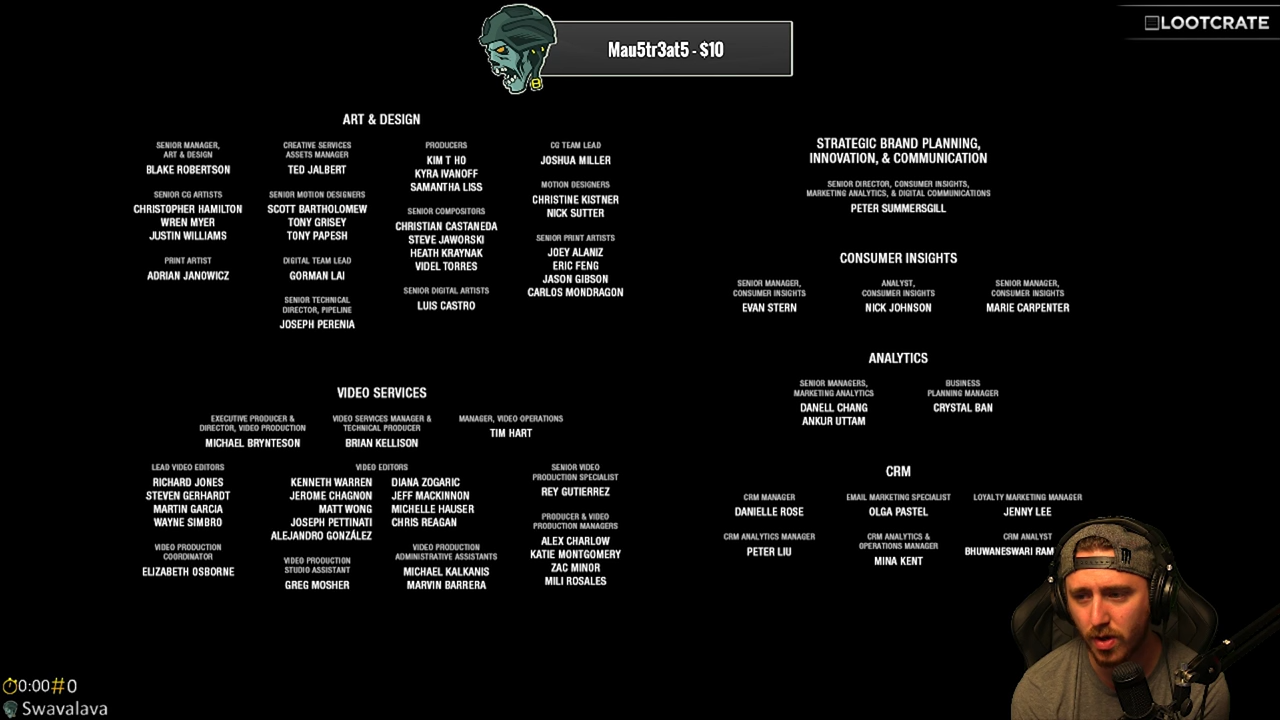 Mau5tr3at5 - $10
LOOTCRATE
ART & DESIGN
SENIOR MANAGER,
ART & DESIGN
BLAKE ROBERTSON
SENIOR CG ARTISTS
CHRISTOPHER HAMILTON
WREN MYER
JUSTIN WILLIAMS
PRINT ARTIST
ADRIAN JANOWICZ
CREATIVE SERVICES
ASSETS MANAGER
TED JALBERT
SENIOR MOTION DESIGNERS
SCOTT BARTHOLOMEW
TONY GRISEY
TONY PAPESH
DIGITAL TEAM LEAD
GORMAN LAI
SENIOR TECHNICAL
DIRECTOR, PIPELINE
JOSEPH PERENIA
PRODUCERS
KIM T HO
KYRA IVANOFF
SAMANTHA LISS
SENIOR COMPOSITORS
CHRISTIAN CASTANEDA
STEVE JAWORSKI
HEATH KRAYNAK
VIDEL TORRES
SENIOR DIGITAL ARTISTS
LUIS CASTRO
CG TEAM LEAD
JOSHUA MILLER
MOTION DESIGNERS
CHRISTINE KISTNER
NICK SUTTER
SENIOR PRINT ARTISTS
JOEY ALANIZ
ERIC FENG
JASON GIBSON
CARLOS MONDRAGON
VIDEO SERVICES
EXECUTIVE PRODUCER &
DIRECTOR, VIDEO PRODUCTION
MICHAEL BRYNTESON
VIDEO SERVICES MANAGER &
TECHNICAL PRODUCER
BRIAN KELLISON
MANAGER, VIDEO OPERATIONS
TIM HART
LEAD VIDEO EDITORS
RICHARD JONES
STEVEN GERHARDT
MARTIN GARCIA
WAYNE SIMBRO
VIDEO PRODUCTION
COORDINATOR
ELIZABETH OSBORNE
VIDEO EDITORS
KENNETH WARREN
JEROME CHAGNON
MATT WONG
JOSEPH PETTINATI
ALEJANDRO GONZÁLEZ
DIANA ZOGARIC
JEFF MACKINNON
MICHELLE HAUSER
CHRIS REAGAN
VIDEO PRODUCTION
STUDIO ASSISTANT
GREG MOSHER
VIDEO PRODUCTION
ADMINISTRATIVE ASSISTANTS
MICHAEL KALKANIS
MARVIN BARRERA
SENIOR VIDEO
PRODUCTION SPECIALIST
REY GUTIERREZ
PRODUCER & VIDEO
PRODUCTION MANAGERS
ALEX CHARLOW
KATIE MONTGOMERY
ZAC MINOR
MILI ROSALES
STRATEGIC BRAND PLANNING,
INNOVATION, & COMMUNICATION
SENIOR DIRECTOR, CONSUMER INSIGHTS,
MARKETING ANALYTICS, & DIGITAL COMMUNICATIONS
PETER SUMMERSGILL
CONSUMER INSIGHTS
SENIOR MANAGER,
CONSUMER INSIGHTS
EVAN STERN
ANALYST,
CONSUMER INSIGHTS
NICK JOHNSON
SENIOR MANAGER,
CONSUMER INSIGHTS
MARIE CARPENTER
ANALYTICS
SENIOR MANAGERS,
MARKETING ANALYTICS
DANELL CHANG
ANKUR UTTAM
BUSINESS
PLANNING MANAGER
CRYSTAL BAN
CRM
CRM MANAGER
DANIELLE ROSE
EMAIL MARKETING SPECIALIST
OLGA PASTEL
LOYALTY MARKETING MANAGER
JENNY LEE
CRM ANALYTICS MANAGER
PETER LIU
CRM ANALYTICS &
OPERATIONS MANAGER
MINA KENT
CRM ANALYST
BHUWANESWARI RAM
0:00#0
Swavalava